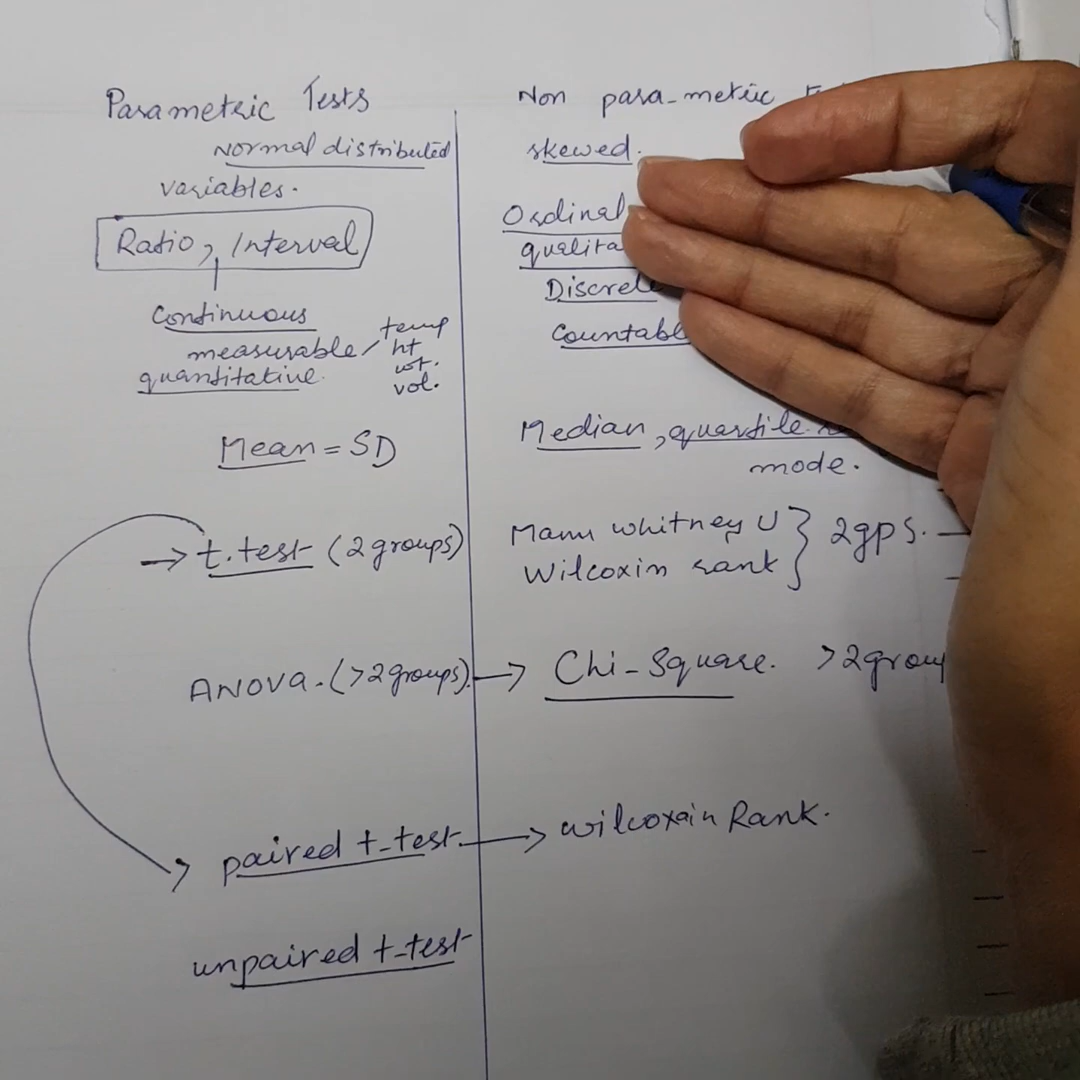 Parametric Tests
Normal distributed
variables.
Ratio, Interval
Continuous
measurable
quantitative
temp
ht
wt.
vol.
Mean = SD
→ t.test (2 groups)
ANOVA. (>2groups). →
paired t-test. →
unpaired t-test
Non para-metric
skewed.
Ordinal
Median, quartile
mode.
Mann whitney U } 2gps. -
Wilcoxin rank
Chi-Square. >2group
wilcoxain Rank.